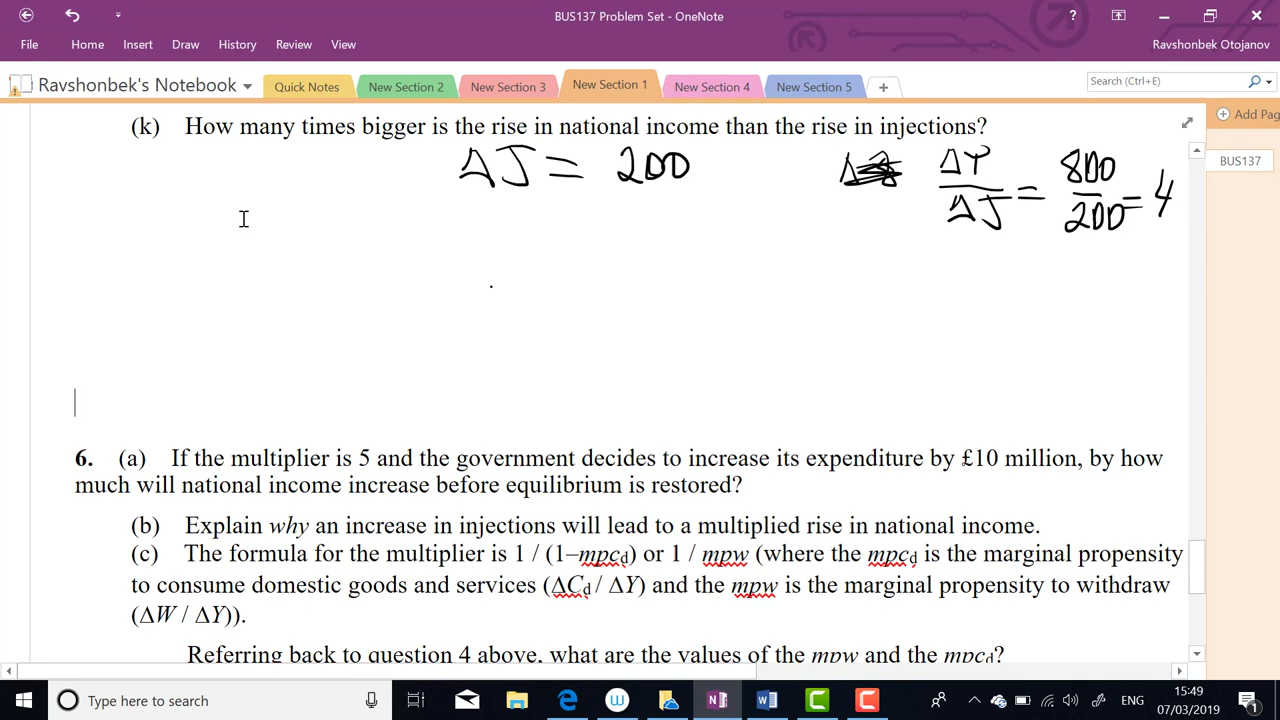 BUS137 Problem Set - OneNote
?
File Home Insert Draw History Review View
Ravshonbek Otojanov
Ravshonbek's Notebook
Quick Notes
New Section 2
New Section 3
New Section 1
New Section 4
New Section 5
+
Search (Ctrl+E)
(k) How many times bigger is the rise in national income than the rise in injections?
Add Pag
BUS137
ΔJ = 200
ΔY/ΔJ = 800/200 = 4
6. (a) If the multiplier is 5 and the government decides to increase its expenditure by £10 million, by how
much will national income increase before equilibrium is restored?
(b) Explain why an increase in injections will lead to a multiplied rise in national income.
(c) The formula for the multiplier is 1 / (1–mpcd) or 1 / mpw (where the mpcd is the marginal propensity
to consume domestic goods and services (ΔCd / ΔY) and the mpw is the marginal propensity to withdraw
(ΔW / ΔY)).
Referring back to question 4 above, what are the values of the mpw and the mpcd?
Type here to search
ENG
15:49
07/03/2019
1